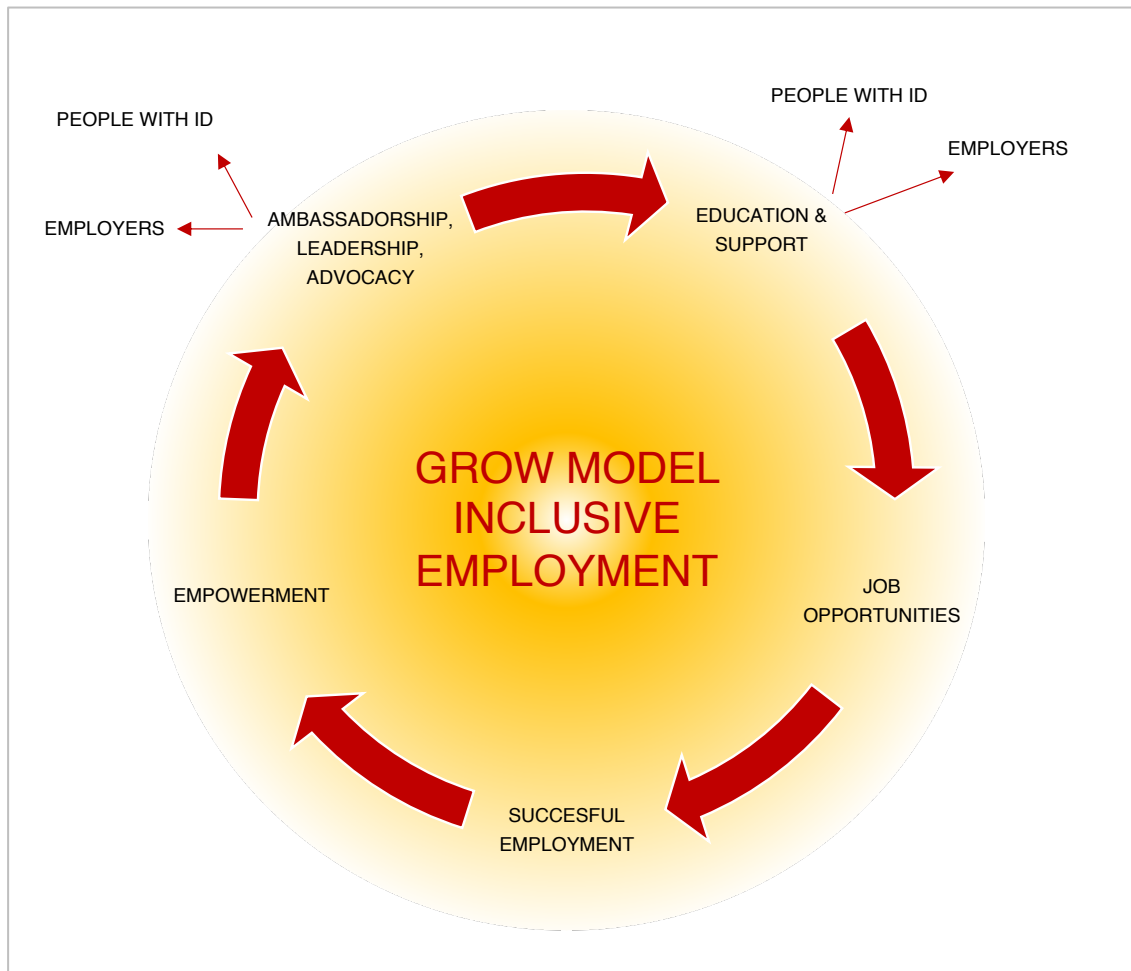 PEOPLE WITH ID
EMPLOYERS
AMBASSADORSHIP,
LEADERSHIP,
ADVOCACY
PEOPLE WITH ID
EMPLOYERS
EDUCATION &
SUPPORT
GROW MODEL
INCLUSIVE
EMPLOYMENT
EMPOWERMENT
JOB
OPPORTUNITIES
SUCCESFUL
EMPLOYMENT